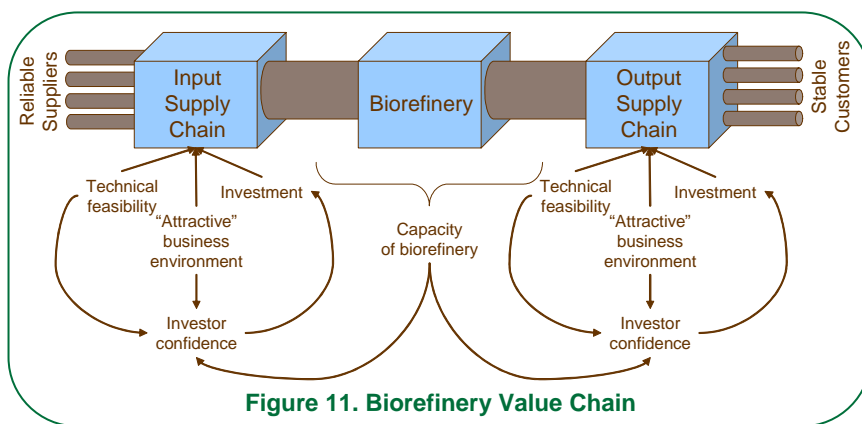 Reliable
Suppliers
Input
Supply
Chain
Biorefinery
Output
Supply
Chain
Stable
Customers
Technical
feasibility
Investment
“Attractive”
business
environment
Investor
confidence
Capacity
of biorefinery
Technical
feasibility
Investment
“Attractive”
business
environment
Investor
confidence
Figure 11. Biorefinery Value Chain